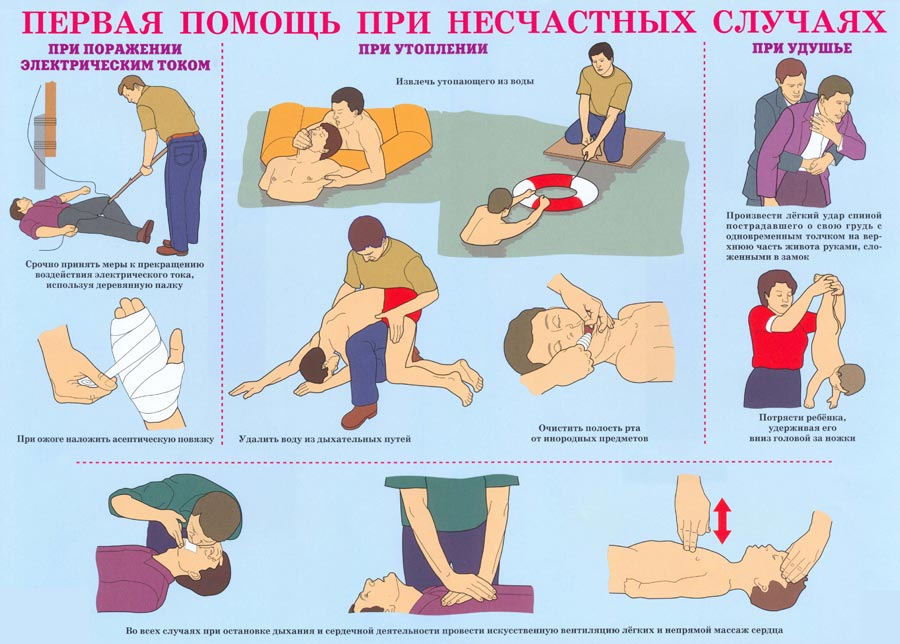 ПЕРВАЯ ПОМОЩЬ ПРИ НЕСЧАСТНЫХ СЛУЧАЯХ
ПРИ ПОРАЖЕНИИ
ЭЛЕКТРИЧЕСКИМ ТОКОМ
Срочно принять меры к прекращению
воздействия электрического тока,
используя деревянную палку
При ожоге наложить асептическую повязку
ПРИ УТОПЛЕНИИ
Извлечь утопающего из воды
Удалить воду из дыхательных путей
Очистить полость рта
от инородных предметов
ПРИ УДУШЬЕ
Произвести лёгкий удар спиной
пострадавшего о свою грудь с
одновременным толчком на вер-
хнюю часть живота руками, сло-
женными в замок
Потрясти ребёнка,
удерживая его
вниз головой за ножки
Во всех случаях при остановке дыхания и сердечной деятельности провести искусственную вентиляцию лёгких и непрямой массаж сердца